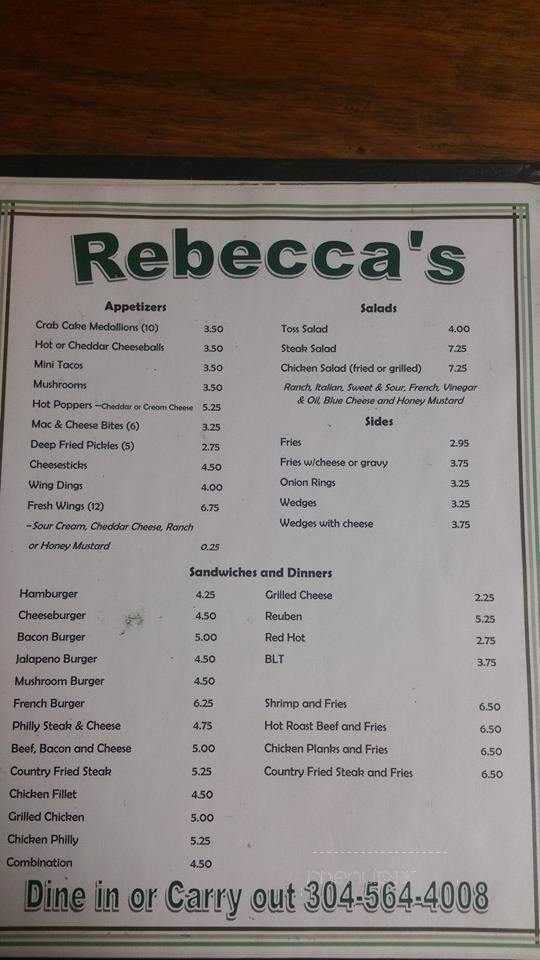 Rebecca's
Appetizers
Crab Cake Medallions (10) 3.50
Hot or Cheddar Cheeseballs 3.50
Mini Tacos 3.50
Mushrooms 3.50
Hot Poppers –Cheddar or Cream Cheese 5.25
Mac & Cheese Bites (6) 3.25
Deep Fried Pickles (5) 2.75
Cheesesticks 4.50
Wing Dings 4.00
Fresh Wings (12) 6.75
–Sour Cream, Cheddar Cheese, Ranch
or Honey Mustard 0.25
Salads
Toss Salad 4.00
Steak Salad 7.25
Chicken Salad (fried or grilled) 7.25
Ranch, Italian, Sweet & Sour, French, Vinegar
& Oil, Blue Cheese and Honey Mustard
Sides
Fries 2.95
Fries w/cheese or gravy 3.75
Onion Rings 3.25
Wedges 3.25
Wedges with cheese 3.75
Sandwiches and Dinners
Hamburger 4.25
Cheeseburger 4.50
Bacon Burger 5.00
Jalapeno Burger 4.50
Mushroom Burger 4.50
French Burger 6.25
Philly Steak & Cheese 4.75
Beef, Bacon and Cheese 5.00
Country Fried Steak 5.25
Chicken Fillet 4.50
Grilled Chicken 5.00
Chicken Philly 5.25
Combination 4.50
Grilled Cheese 2.25
Reuben 5.25
Red Hot 2.75
BLT 3.75
Shrimp and Fries 6.50
Hot Roast Beef and Fries 6.50
Chicken Planks and Fries 6.50
Country Fried Steak and Fries 6.50
Dine in or Carry out 304-564-4008